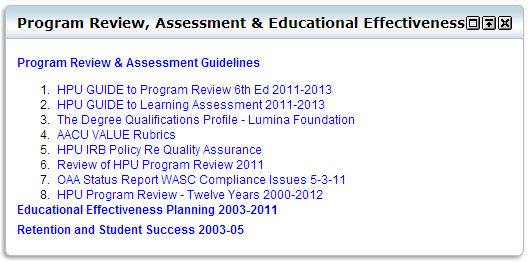 Program Review, Assessment & Educational Effectiveness
Program Review & Assessment Guidelines
1. HPU GUIDE to Program Review 6th Ed 2011-2013
2. HPU GUIDE to Learning Assessment 2011-2013
3. The Degree Qualifications Profile - Lumina Foundation
4. AACU VALUE Rubrics
5. HPU IRB Policy Re Quality Assurance
6. Review of HPU Program Review 2011
7. OAA Status Report WASC Compliance Issues 5-3-11
8. HPU Program Review - Twelve Years 2000-2012
Educational Effectiveness Planning 2003-2011
Retention and Student Success 2003-05